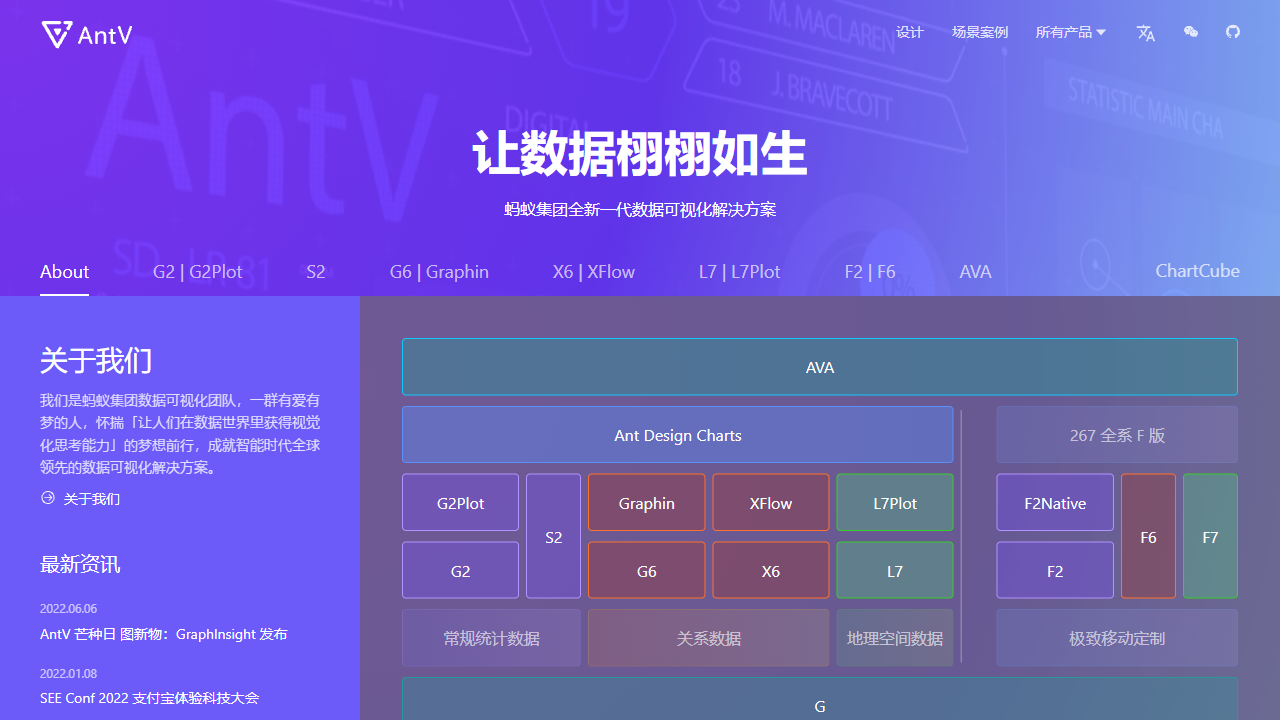 AntV
设计
场景案例
所有产品
19
M. MACLAREN
18
J. BRAVECOTT
STATISTIC MAIN CHA
AntV
DIGITAL
让数据栩栩如生
蚂蚁集团全新一代数据可视化解决方案
About
G2 | G2Plot
S2
G6 | Graphin
X6 | XFlow
L7 | L7Plot
F2 | F6
AVA
ChartCube
关于我们
我们是蚂蚁集团数据可视化团队，一群有爱有
梦的人，怀揣「让人们在数据世界里获得视觉
化思考能力」的梦想前行，成就智能时代全球
领先的数据可视化解决方案。
关于我们
最新资讯
2022.06.06
AntV 芒种日 图新物：GraphInsight 发布
2022.01.08
SEE Conf 2022 支付宝体验科技大会
AVA
Ant Design Charts
267 全系 F 版
G2Plot
S2
Graphin
XFlow
L7Plot
F2Native
F6
F7
G2
G6
X6
L7
F2
常规统计数据
关系数据
地理空间数据
极致移动定制
G